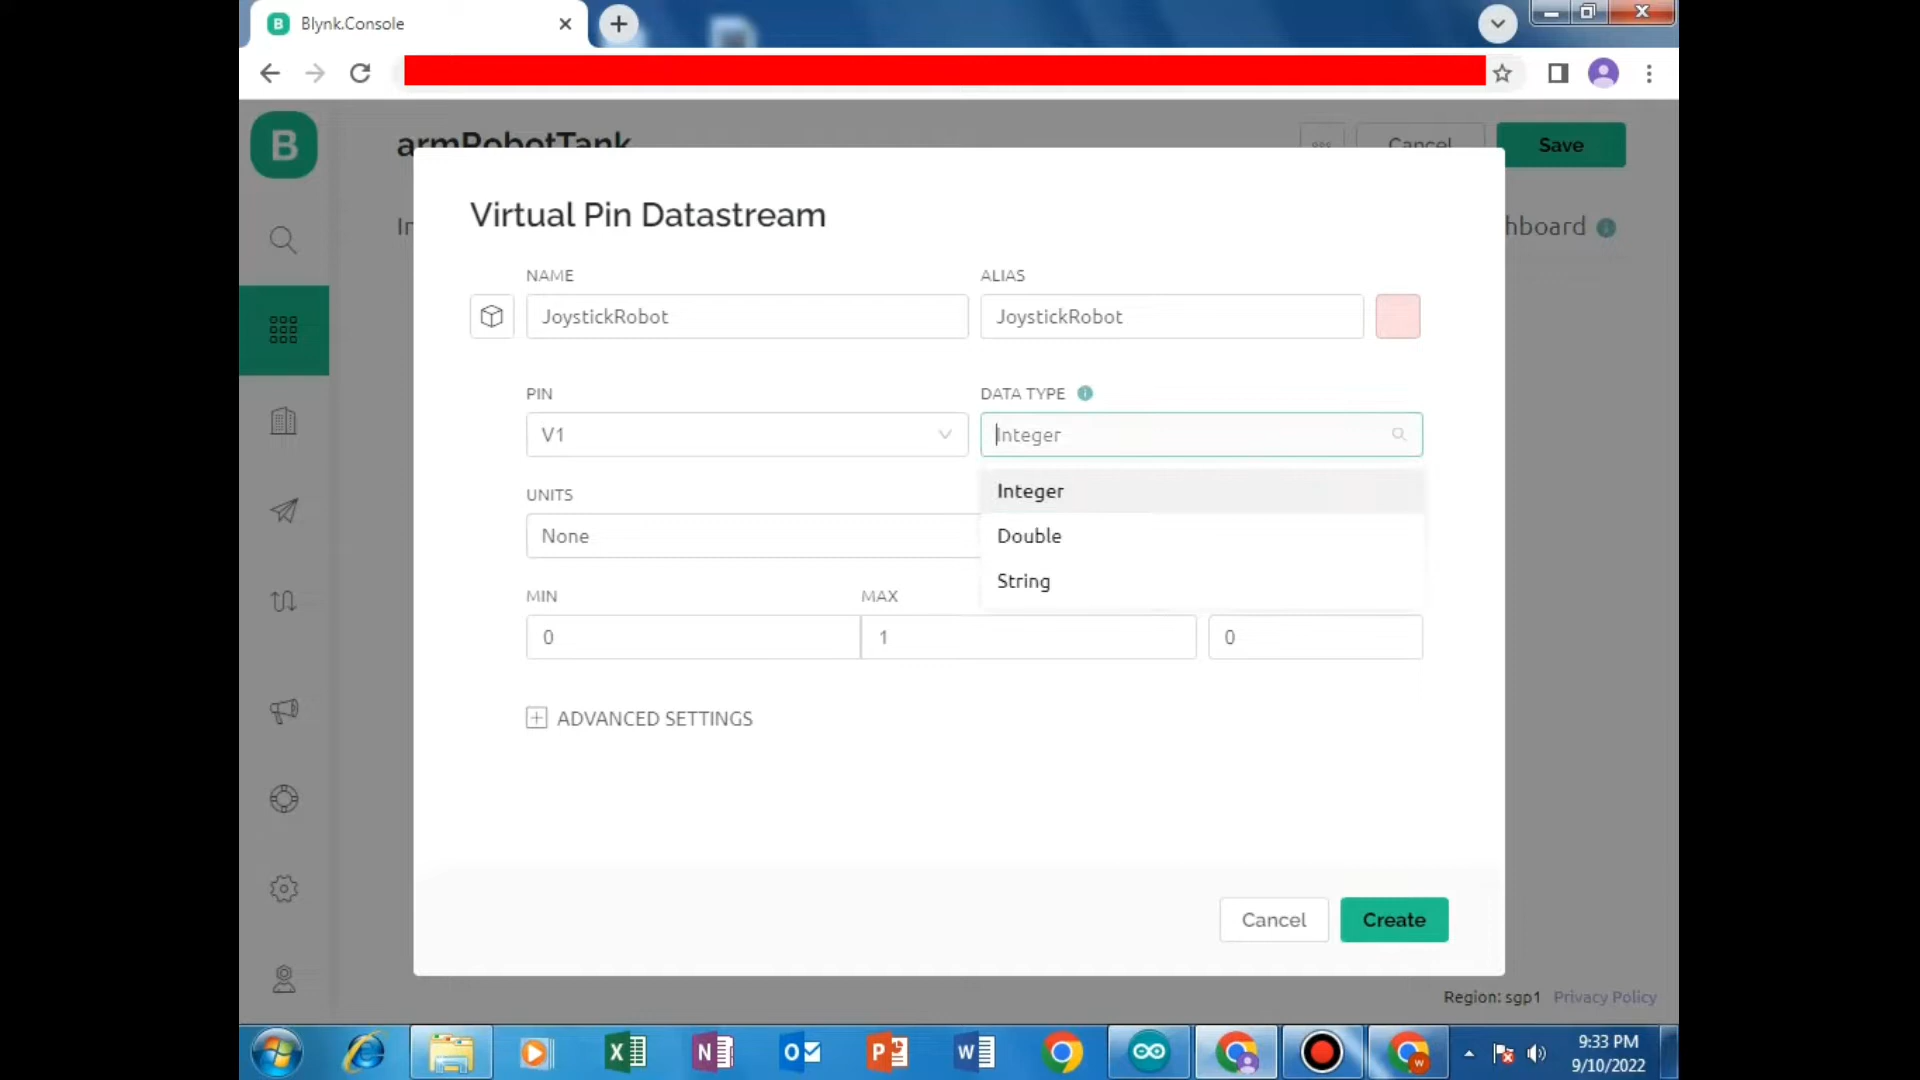 B Blynk.Console
armRobotTank
Cancel
Save
B
hboard
Virtual Pin Datastream
NAME
ALIAS
JoystickRobot
JoystickRobot
PIN
DATA TYPE
V1
Integer
UNITS
Integer
None
Double
String
MIN
MAX
0
1
0
ADVANCED SETTINGS
Cancel
Create
Region: sgp1 Privacy Policy
9:33 PM
9/10/2022